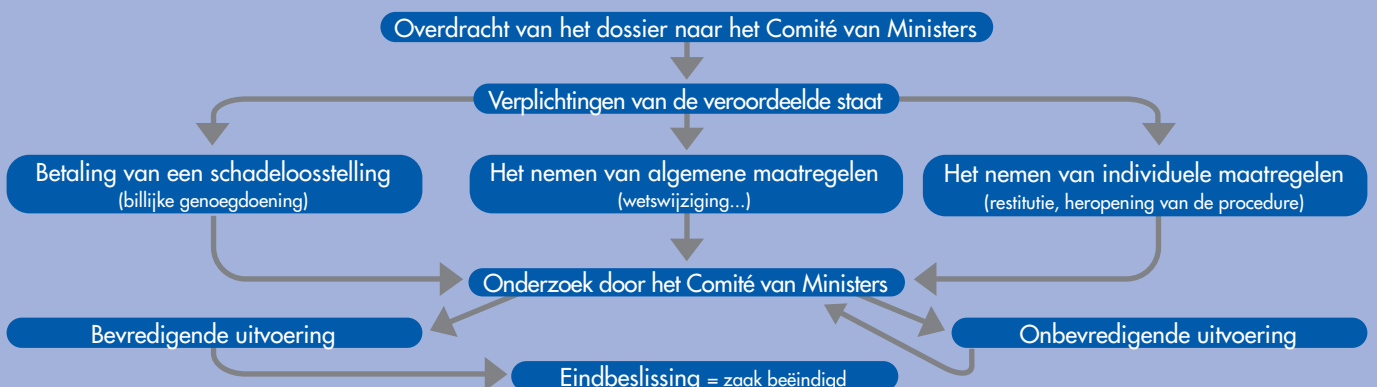 Overdracht van het dossier naar het Comité van Ministers
Verplichtingen van de veroordeelde staat
Betaling van een schadeloosstelling
(billijke genoegdoening)
Het nemen van algemene maatregelen
(wetswijziging...)
Het nemen van individuele maatregelen
(restitutie, heropening van de procedure)
Onderzoek door het Comité van Ministers
Bevredigende uitvoering
Onbevredigende uitvoering
Eindbeslissing = zaak beëindigd